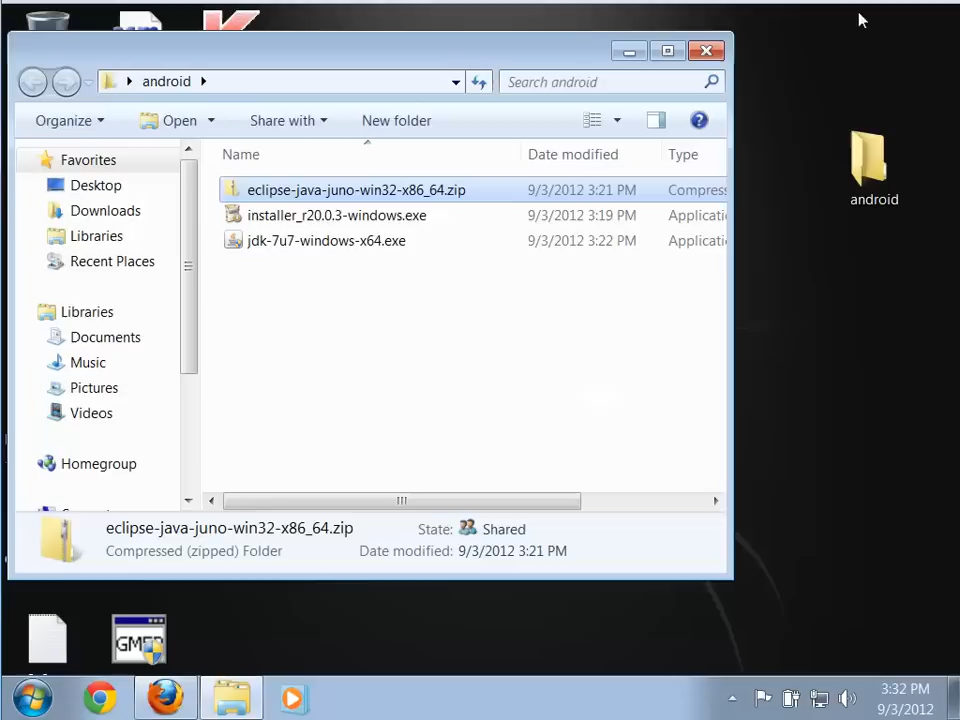 android
Search android
Organize
Open
Share with
New folder
Name
Date modified
Type
Favorites
Desktop
Downloads
Libraries
Recent Places
Libraries
Documents
Music
Pictures
Videos
Homegroup
eclipse-java-juno-win32-x86_64.zip 9/3/2012 3:21 PM Compress
installer_r20.0.3-windows.exe 9/3/2012 3:19 PM Applicati
jdk-7u7-windows-x64.exe 9/3/2012 3:22 PM Applicati
eclipse-java-juno-win32-x86_64.zip State: Shared
Compressed (zipped) Folder Date modified: 9/3/2012 3:21 PM
android
GMER
3:32 PM
9/3/2012